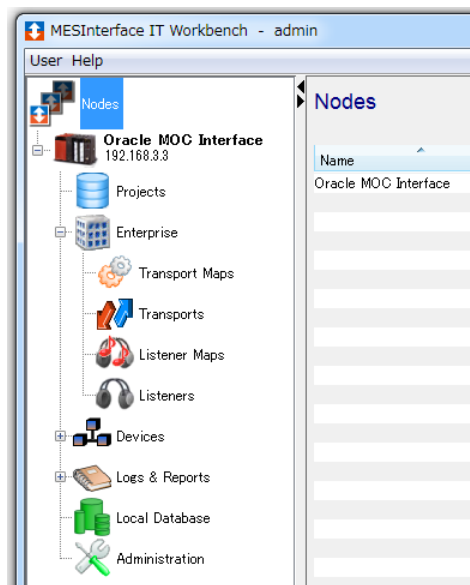 MESInterface IT Workbench - admin
User Help
Nodes
Oracle MOC Interface
192.168.3.3
Projects
Enterprise
Transport Maps
Transports
Listener Maps
Listeners
Devices
Logs & Reports
Local Database
Administration
Nodes
Name
Oracle MOC Interface